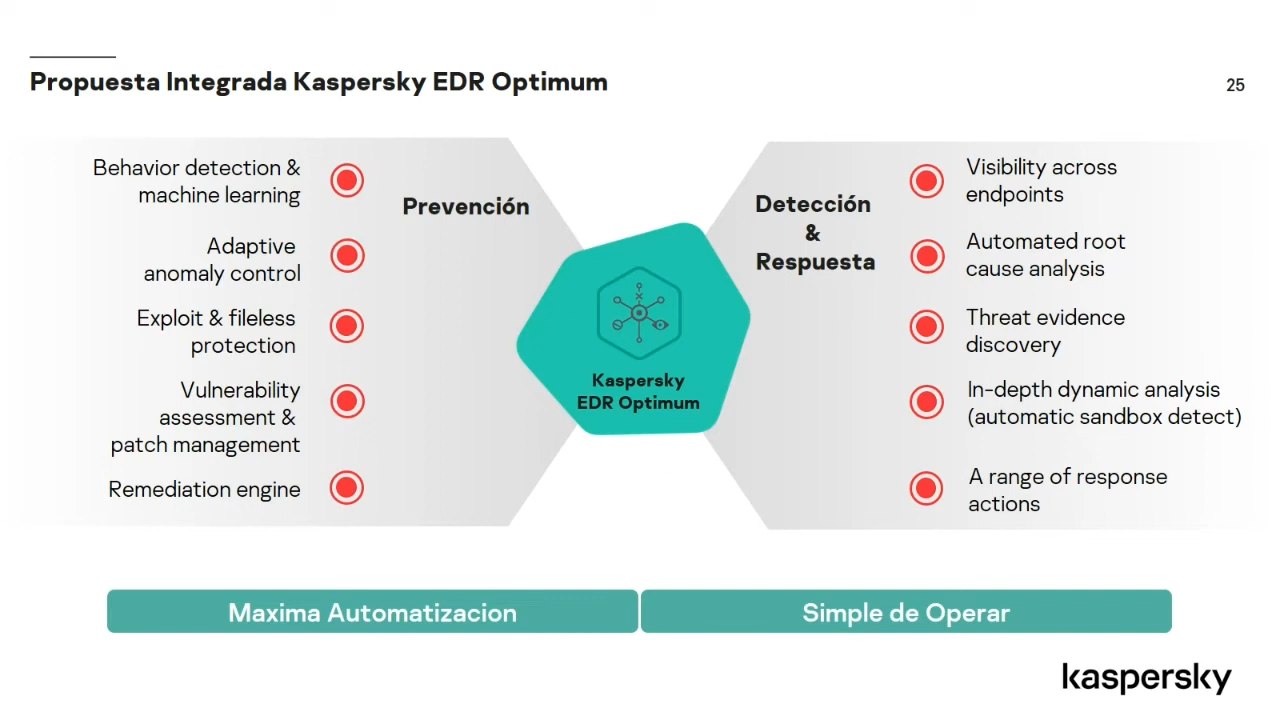 Propuesta Integrada Kaspersky EDR Optimum
25
Behavior detection &
machine learning
Adaptive
anomaly control
Exploit & fileless
protection
Vulnerability
assessment &
patch management
Remediation engine
Prevención
Kaspersky
EDR Optimum
Detección
&
Respuesta
Visibility across
endpoints
Automated root
cause analysis
Threat evidence
discovery
In-depth dynamic analysis
(automatic sandbox detect)
A range of response
actions
Maxima Automatizacion
Simple de Operar
kaspersky